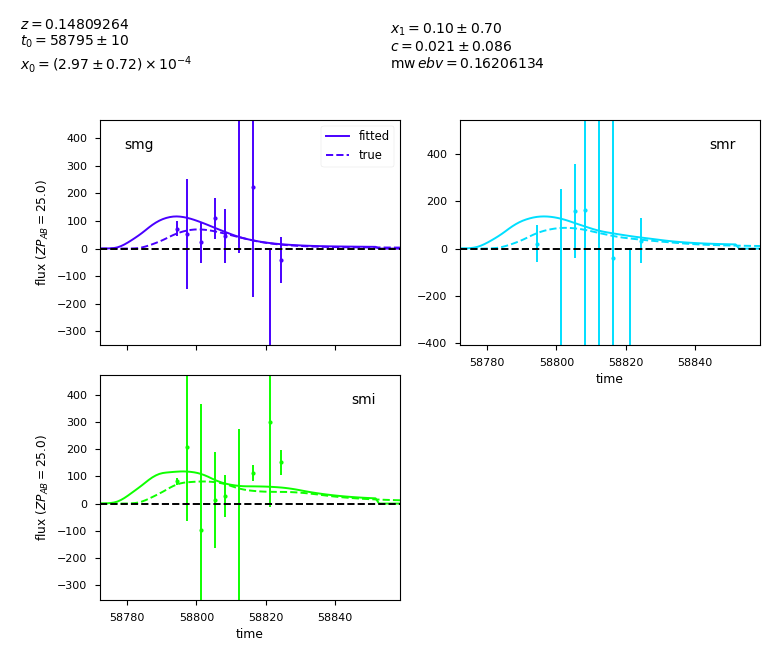 z = 0.14809264
t₀ = 58795 ± 10
x₀ = (2.97 ± 0.72) × 10⁻⁴
x₁ = 0.10 ± 0.70
c = 0.021 ± 0.086
mw ebv = 0.16206134
smg
fitted
true
flux (ZP_AB = 25.0)
400
300
200
100
0
−100
−200
−300
smr
400
200
0
−200
−400
58780 58800 58820 58840
time
smi
flux (ZP_AB = 25.0)
400
300
200
100
0
−100
−200
−300
58780 58800 58820 58840
time